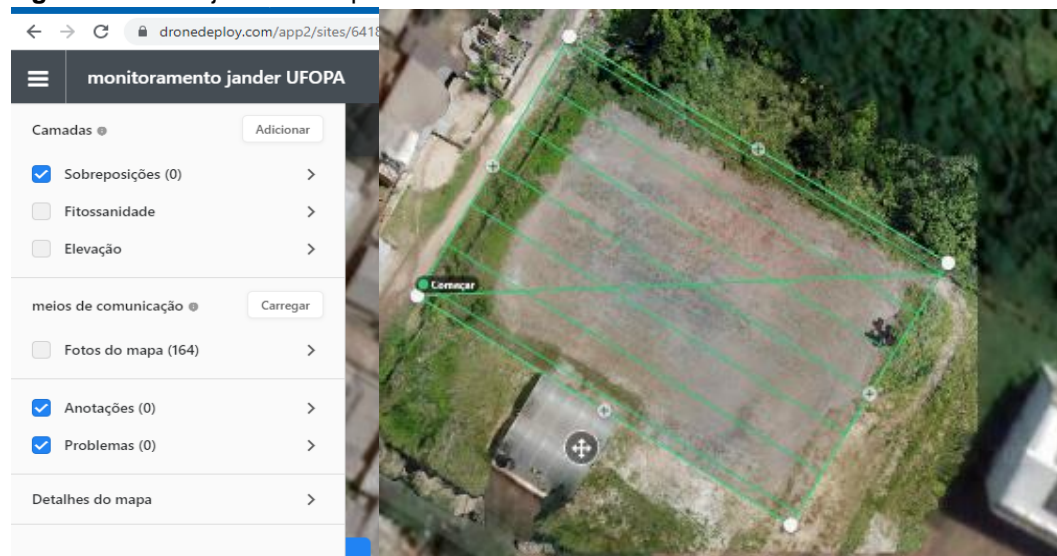 dronedeploy.com/app2/sites/6418
monitoramento jander UFOPA
Camadas
Adicionar
Sobreposições (0)
Fitossanidade
Elevação
meios de comunicação
Carregar
Fotos do mapa (164)
Anotações (0)
Problemas (0)
Detalhes do mapa
Começar